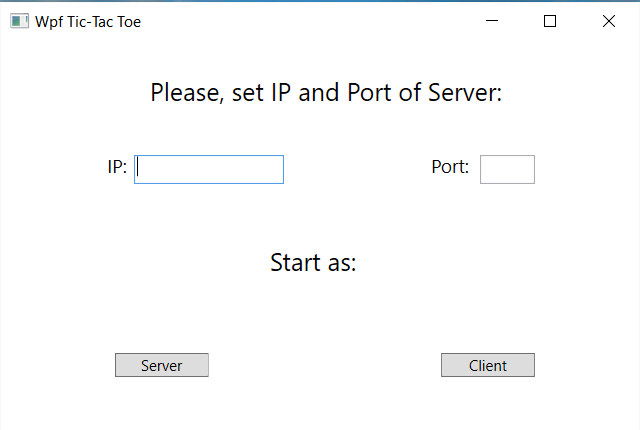 Wpf Tic-Tac Toe
Please, set IP and Port of Server:
IP: Port:
Start as:
Server Client